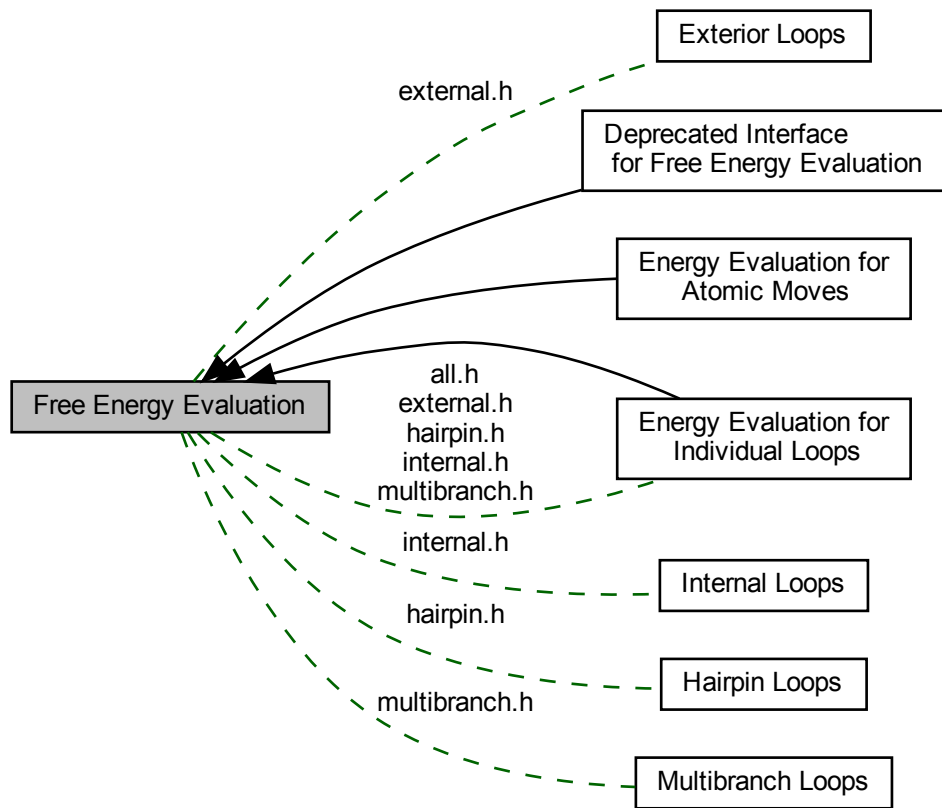 Exterior Loops
external.h
Deprecated Interface
for Free Energy Evaluation
Energy Evaluation for
Atomic Moves
Free Energy Evaluation
all.h
external.h
hairpin.h
internal.h
multibranch.h
Energy Evaluation for
Individual Loops
internal.h
Internal Loops
hairpin.h
Hairpin Loops
multibranch.h
Multibranch Loops